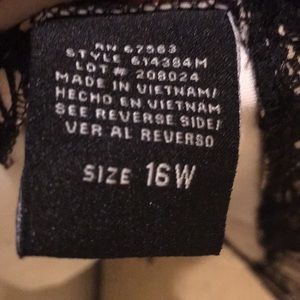 RN 67563
STYLE 614384M
LOT # 208024
MADE IN VIETNAM/
HECHO EN VIETNAM
SEE REVERSE SIDE/
VER AL REVERSO
SIZE 16W